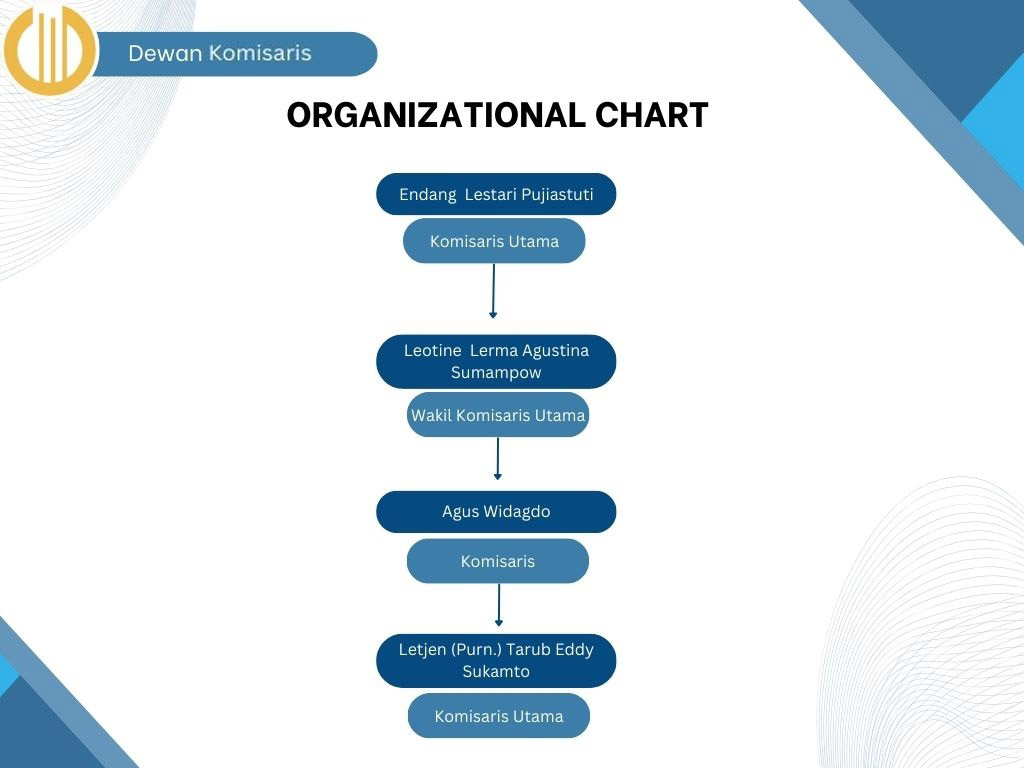 Dewan Komisaris
ORGANIZATIONAL CHART
Endang Lestari Pujiastuti
Komisaris Utama
Leotine Lerma Agustina
Sumampow
Wakil Komisaris Utama
Agus Widagdo
Komisaris
Letjen (Purn.) Tarub Eddy
Sukamto
Komisaris Utama